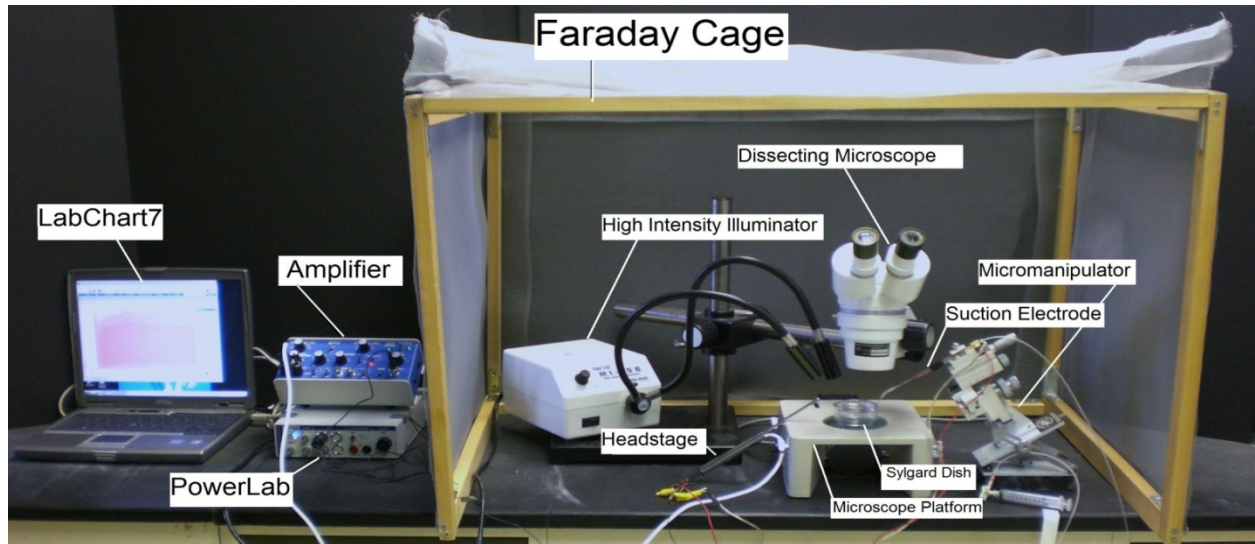 Faraday Cage
Dissecting Microscope
LabChart7
High Intensity Illuminator
Amplifier
Micromanipulator
Suction Electrode
Headstage
Sylgard Dish
PowerLab
Microscope Platform